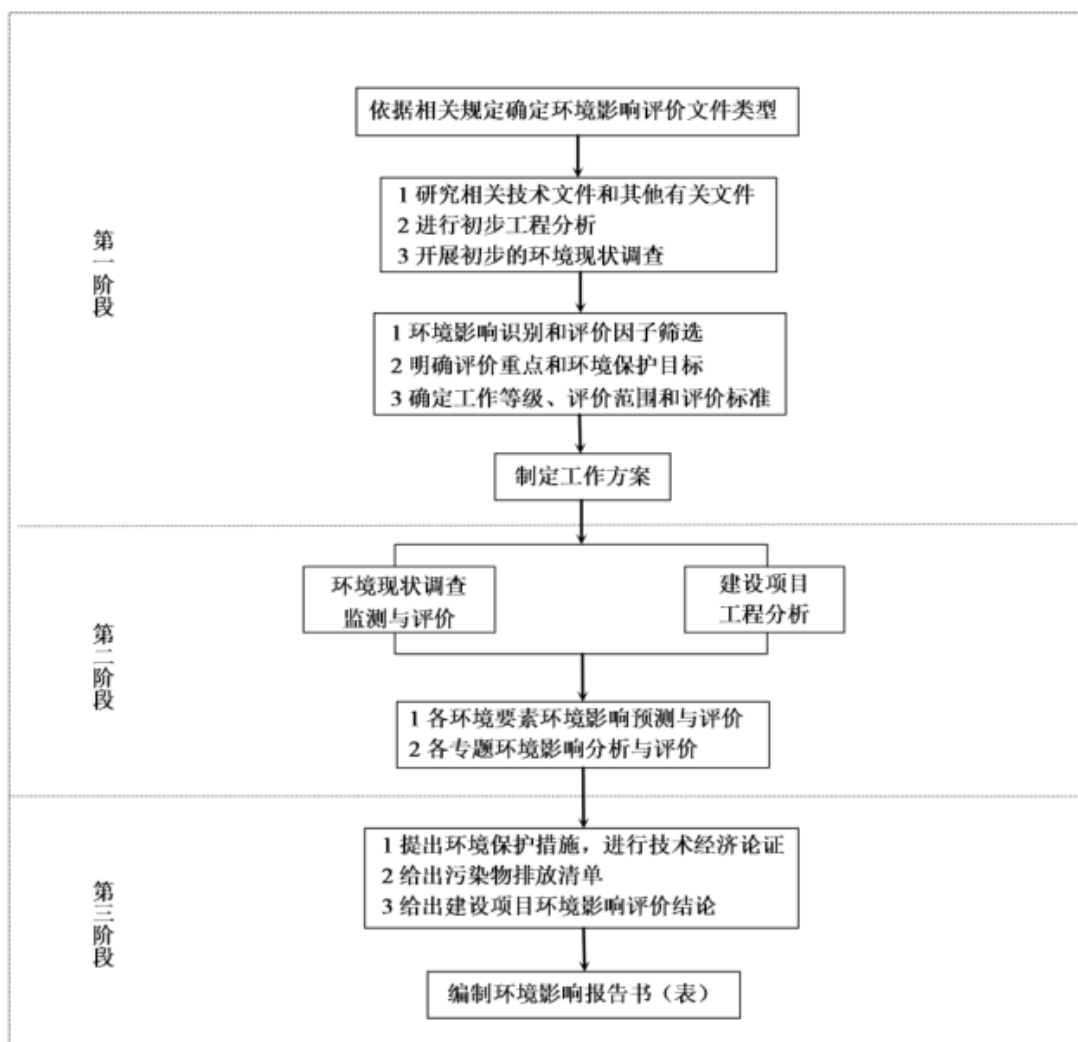 依据相关规定确定环境影响评价文件类型
第一阶段
1 研究相关技术文件和其他有关文件
2 进行初步工程分析
3 开展初步的环境现状调查
1 环境影响识别和评价因子筛选
2 明确评价重点和环境保护目标
3 确定工作等级、评价范围和评价标准
制定工作方案
第二阶段
环境现状调查
监测与评价
建设项目
工程分析
1 各环境要素环境影响预测与评价
2 各专题环境影响分析与评价
第三阶段
1 提出环境保护措施，进行技术经济论证
2 给出污染物排放清单
3 给出建设项目环境影响评价结论
编制环境影响报告书（表）